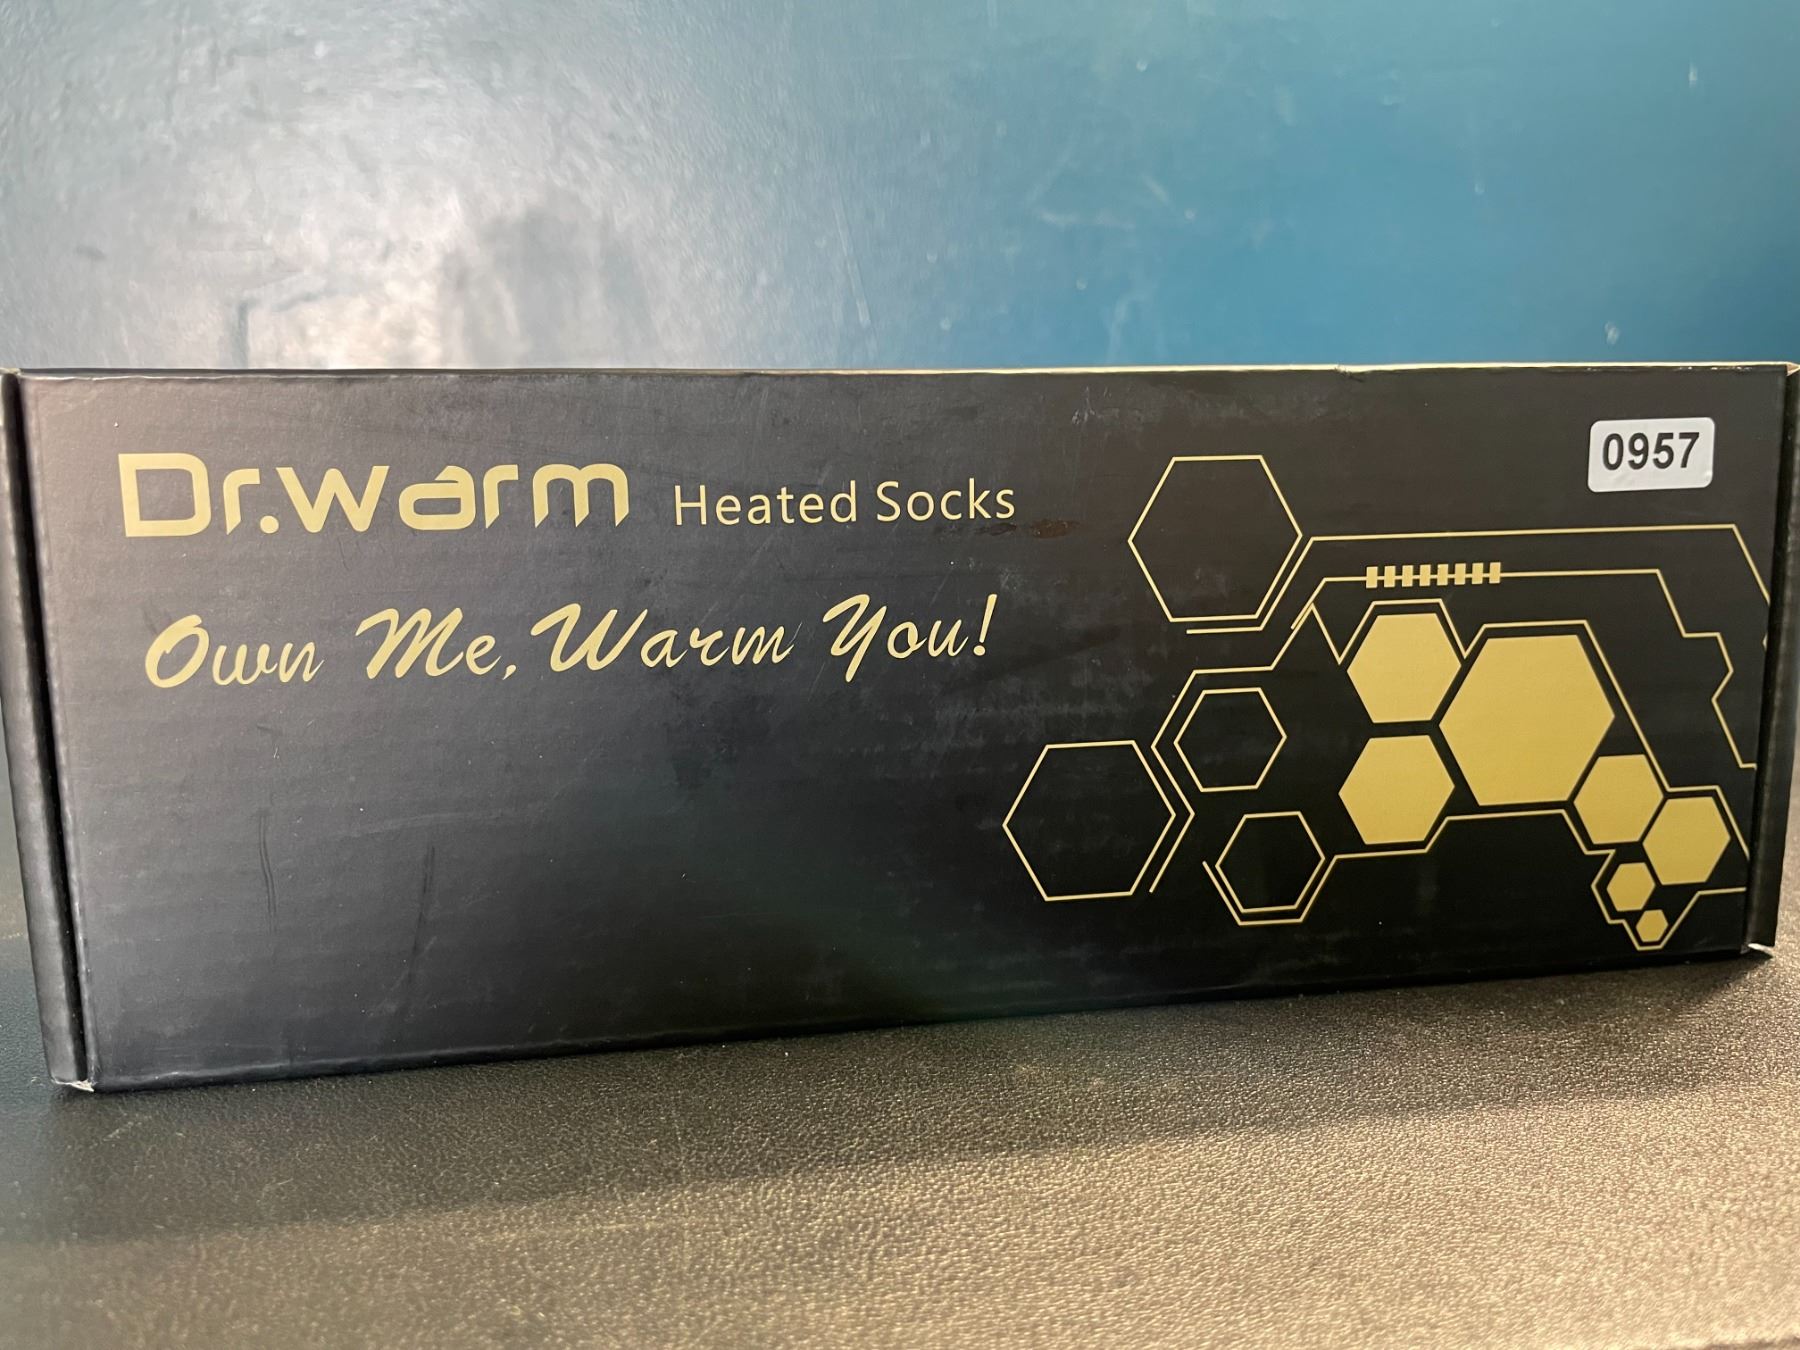 Dr.warm Heated Socks
0957
Own Me, Warm You!